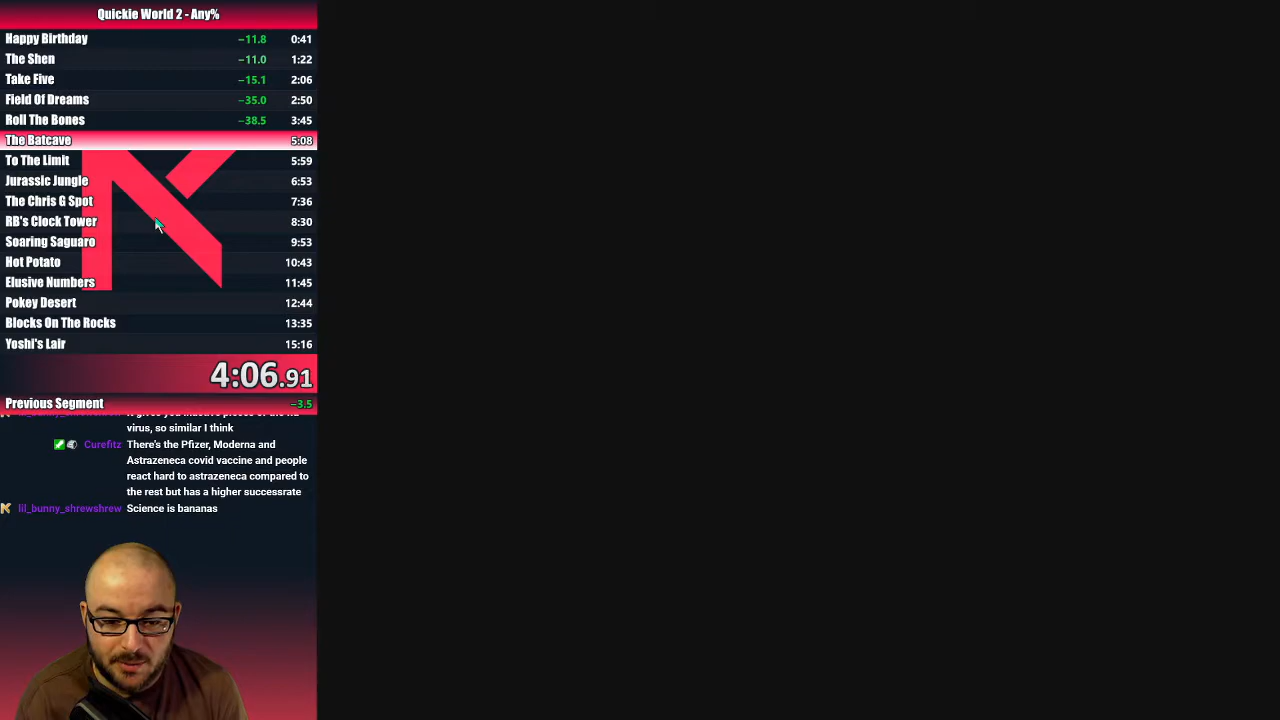 Quickie World 2 - Any%
Happy Birthday −11.8 0:41
The Shen −11.0 1:22
Take Five −15.1 2:06
Field Of Dreams −35.0 2:50
Roll The Bones −38.5 3:45
The Batcave 5:08
To The Limit 5:59
Jurassic Jungle 6:53
The Chris G Spot 7:36
RB's Clock Tower 8:30
Soaring Saguaro 9:53
Hot Potato 10:43
Elusive Numbers 11:45
Pokey Desert 12:44
Blocks On The Rocks 13:35
Yoshi's Lair 15:16
4:06.91
Previous Segment −3.5
virus, so similar I think
Curefitz There's the Pfizer, Moderna and
Astrazeneca covid vaccine and people
react hard to astrazeneca compared to
the rest but has a higher successrate
lil_bunny_shrewshrew Science is bananas